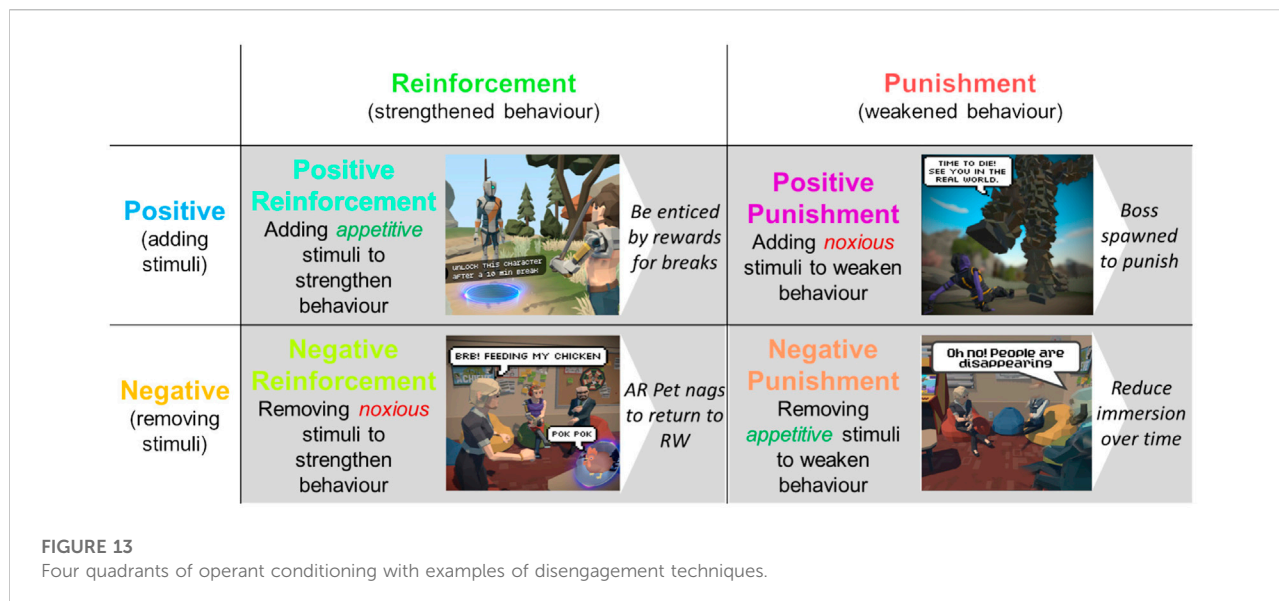 Reinforcement
(strengthened behaviour)
Punishment
(weakened behaviour)
Positive
(adding
stimuli)
Positive
Reinforcement
Adding appetitive
stimuli to
strengthen
behaviour
UNLOCK THIS CHARACTER
AFTER A 10 MIN BREAK
Be enticed
by rewards
for breaks
Positive
Punishment
Adding noxious
stimuli to weaken
behaviour
TIME TO DIE!
SEE YOU IN THE
REAL WORLD.
Boss
spawned
to punish
Negative
(removing
stimuli)
Negative
Reinforcement
Removing noxious
stimuli to
strengthen
behaviour
BRB! FEEDING MY CHICKEN
POK POK
AR Pet nags
to return to
RW
Negative
Punishment
Removing
appetitive stimuli
to weaken
behaviour
Oh no! People are
disappearing
Reduce
immersion
over time
FIGURE 13
Four quadrants of operant conditioning with examples of disengagement techniques.